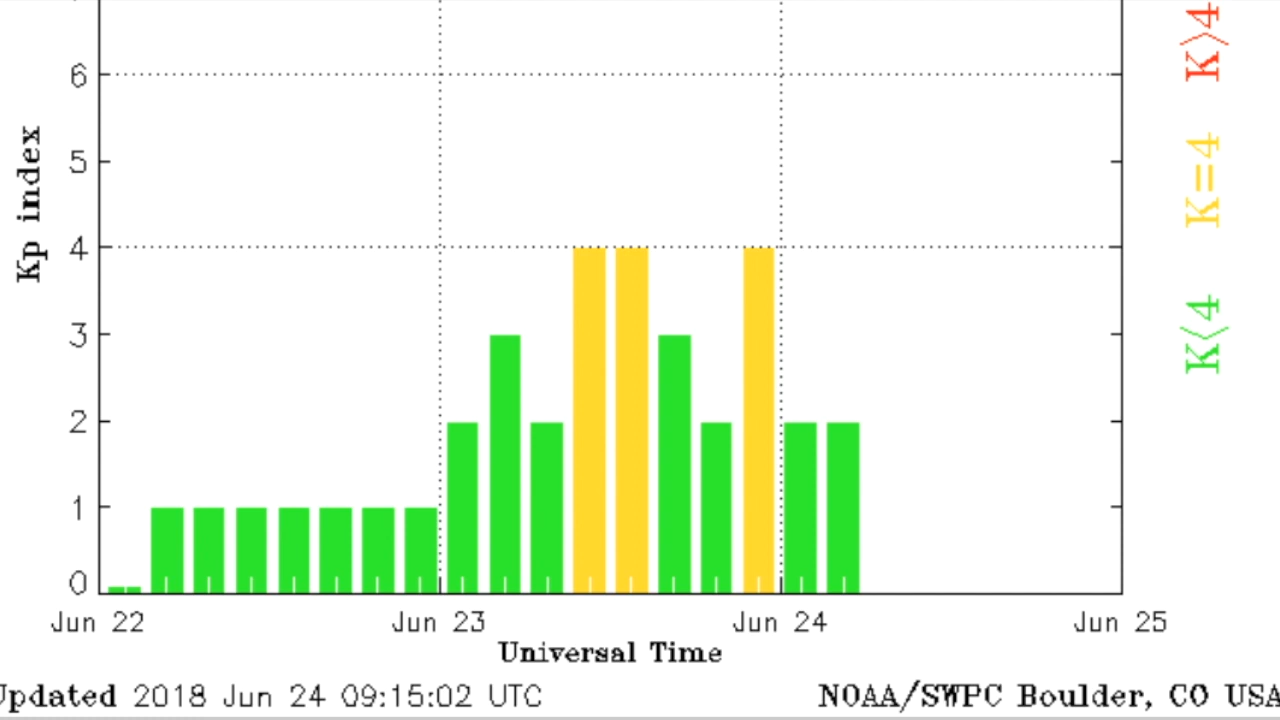 K>4
6
K=4
5
Kp index
4
K<4
3
2
1
0
Jun 22 Jun 23 Jun 24 Jun 25
Universal Time
Updated 2018 Jun 24 09:15:02 UTC NOAA/SWPC Boulder, CO USA